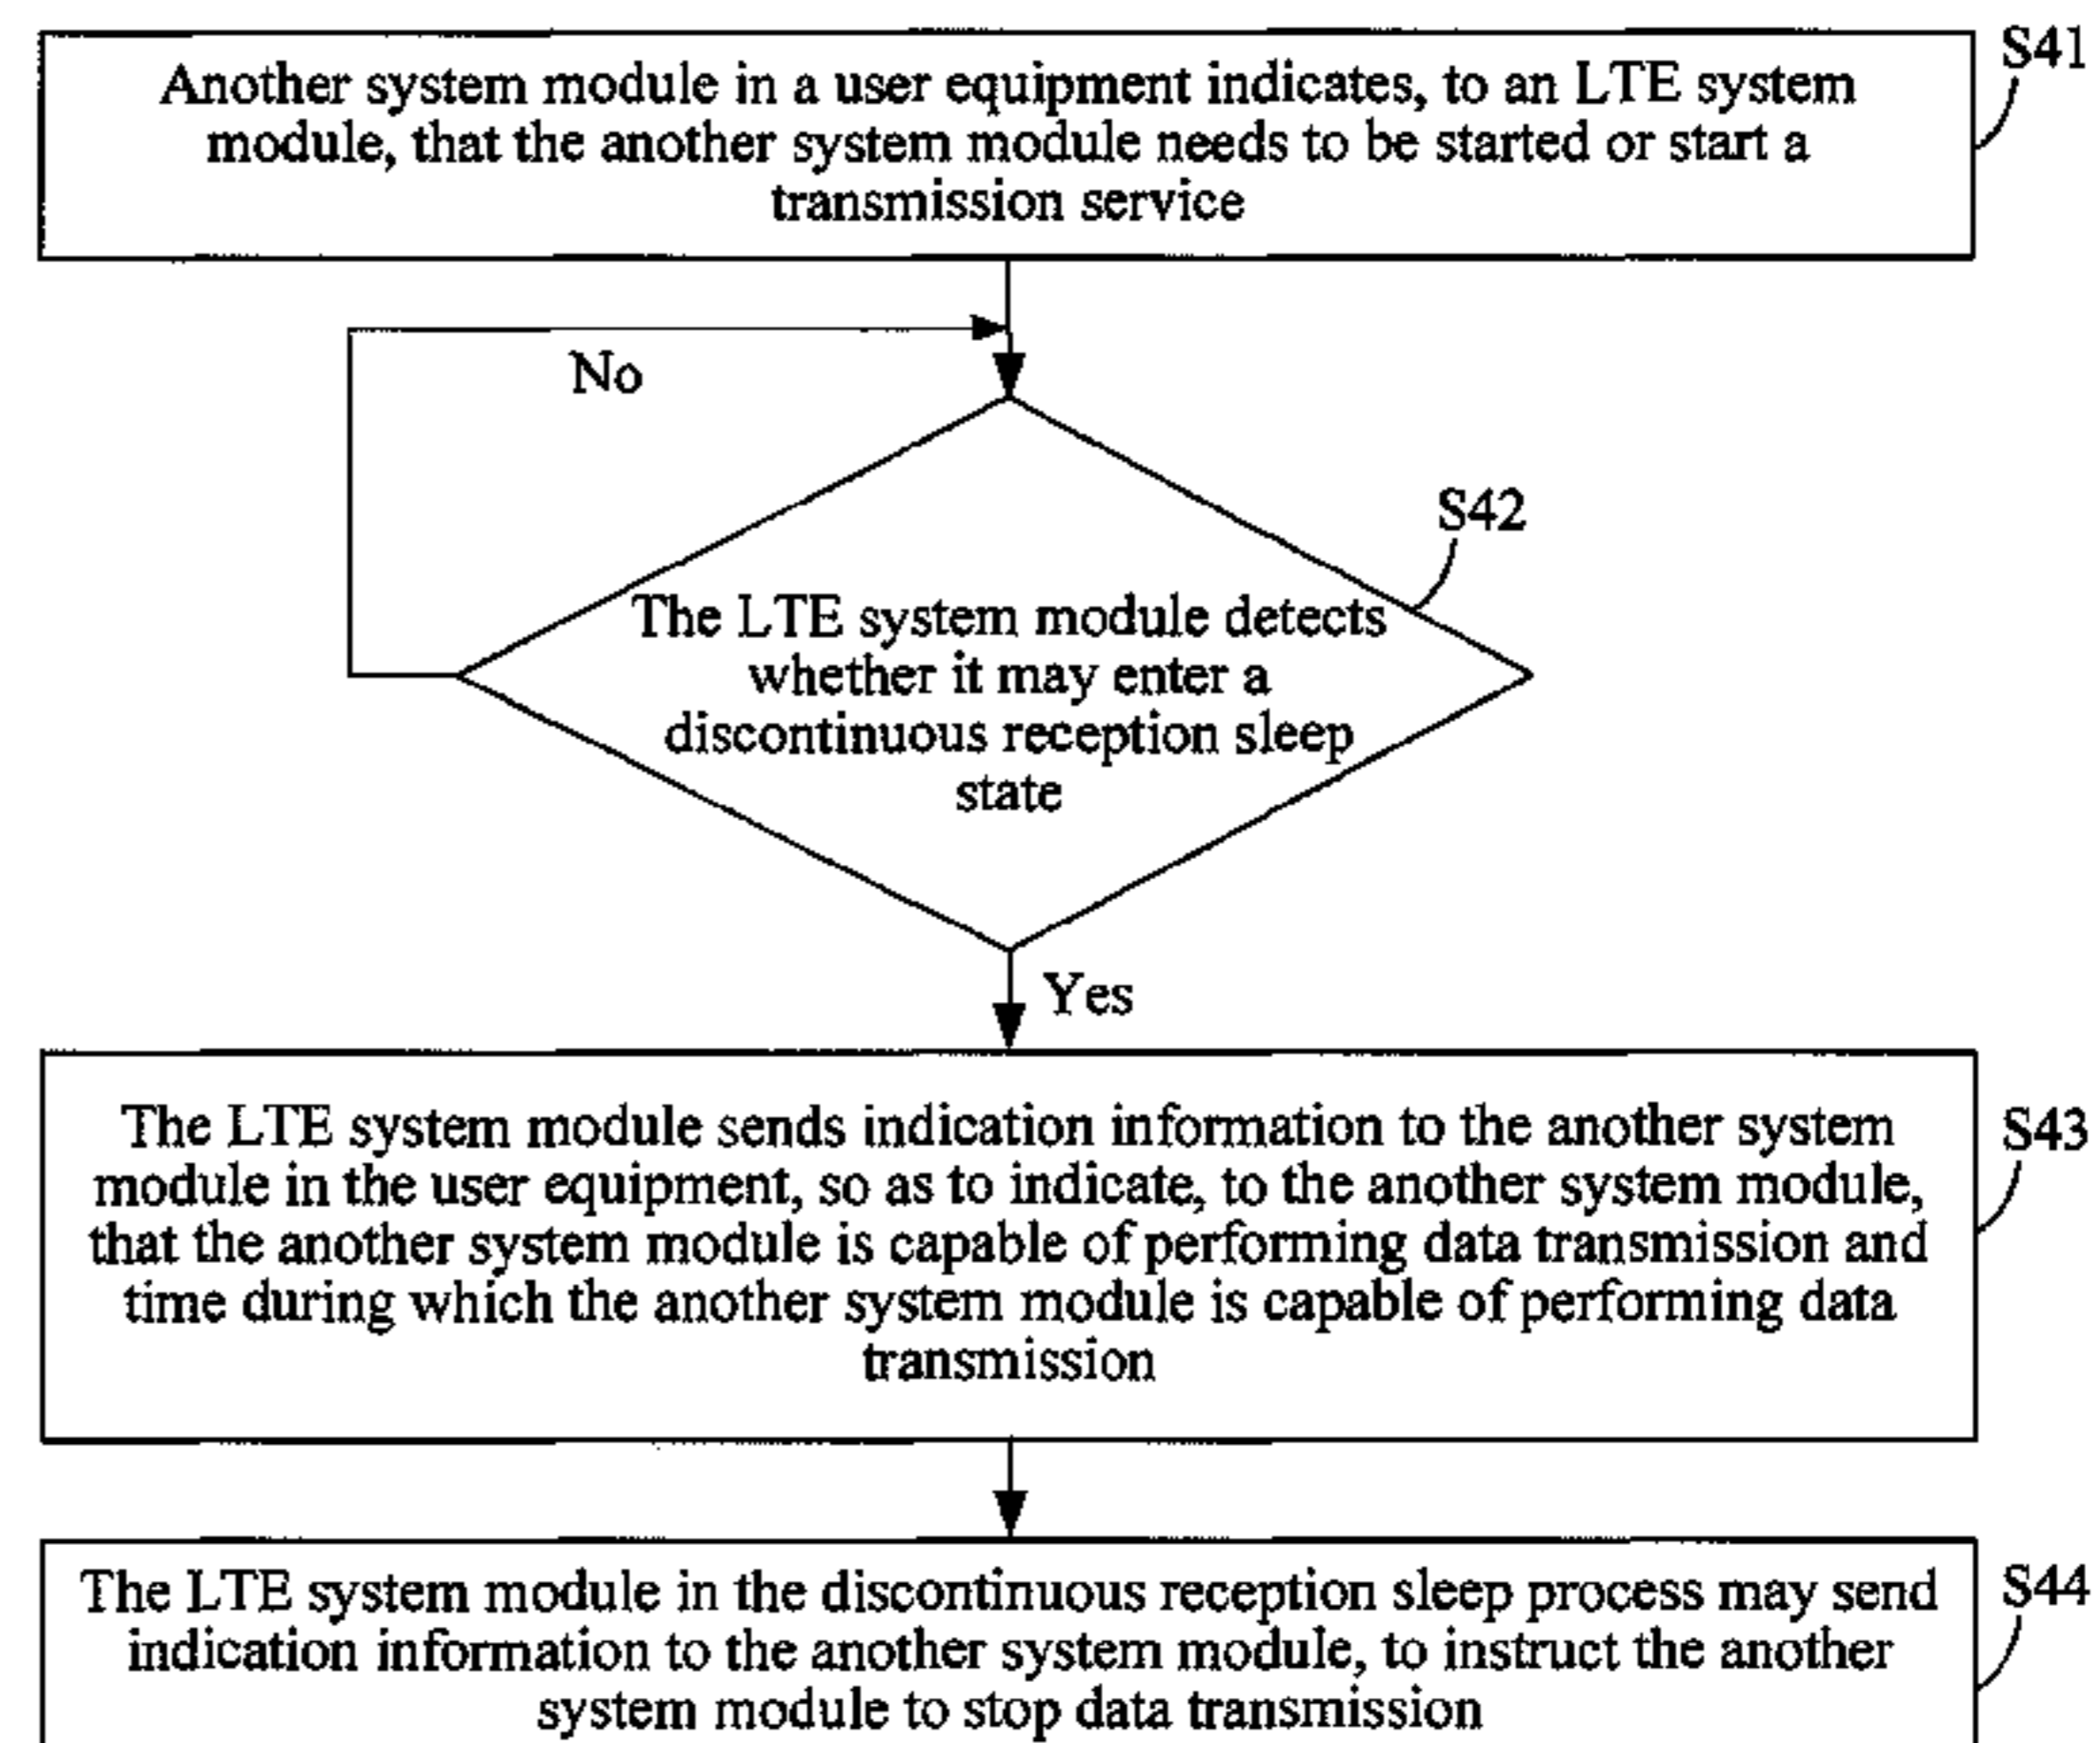 S41
Another system module in a user equipment indicates, to an LTE system
module, that the another system module needs to be started or start a
transmission service
No
S42
The LTE system module detects
whether it may enter a
discontinuous reception sleep
state
Yes
The LTE system module sends indication information to the another system
module in the user equipment, so as to indicate, to the another system module,
that the another system module is capable of performing data transmission and
time during which the another system module is capable of performing data
transmission
S43
The LTE system module in the discontinuous reception sleep process may send
indication information to the another system module, to instruct the another
system module to stop data transmission
S44